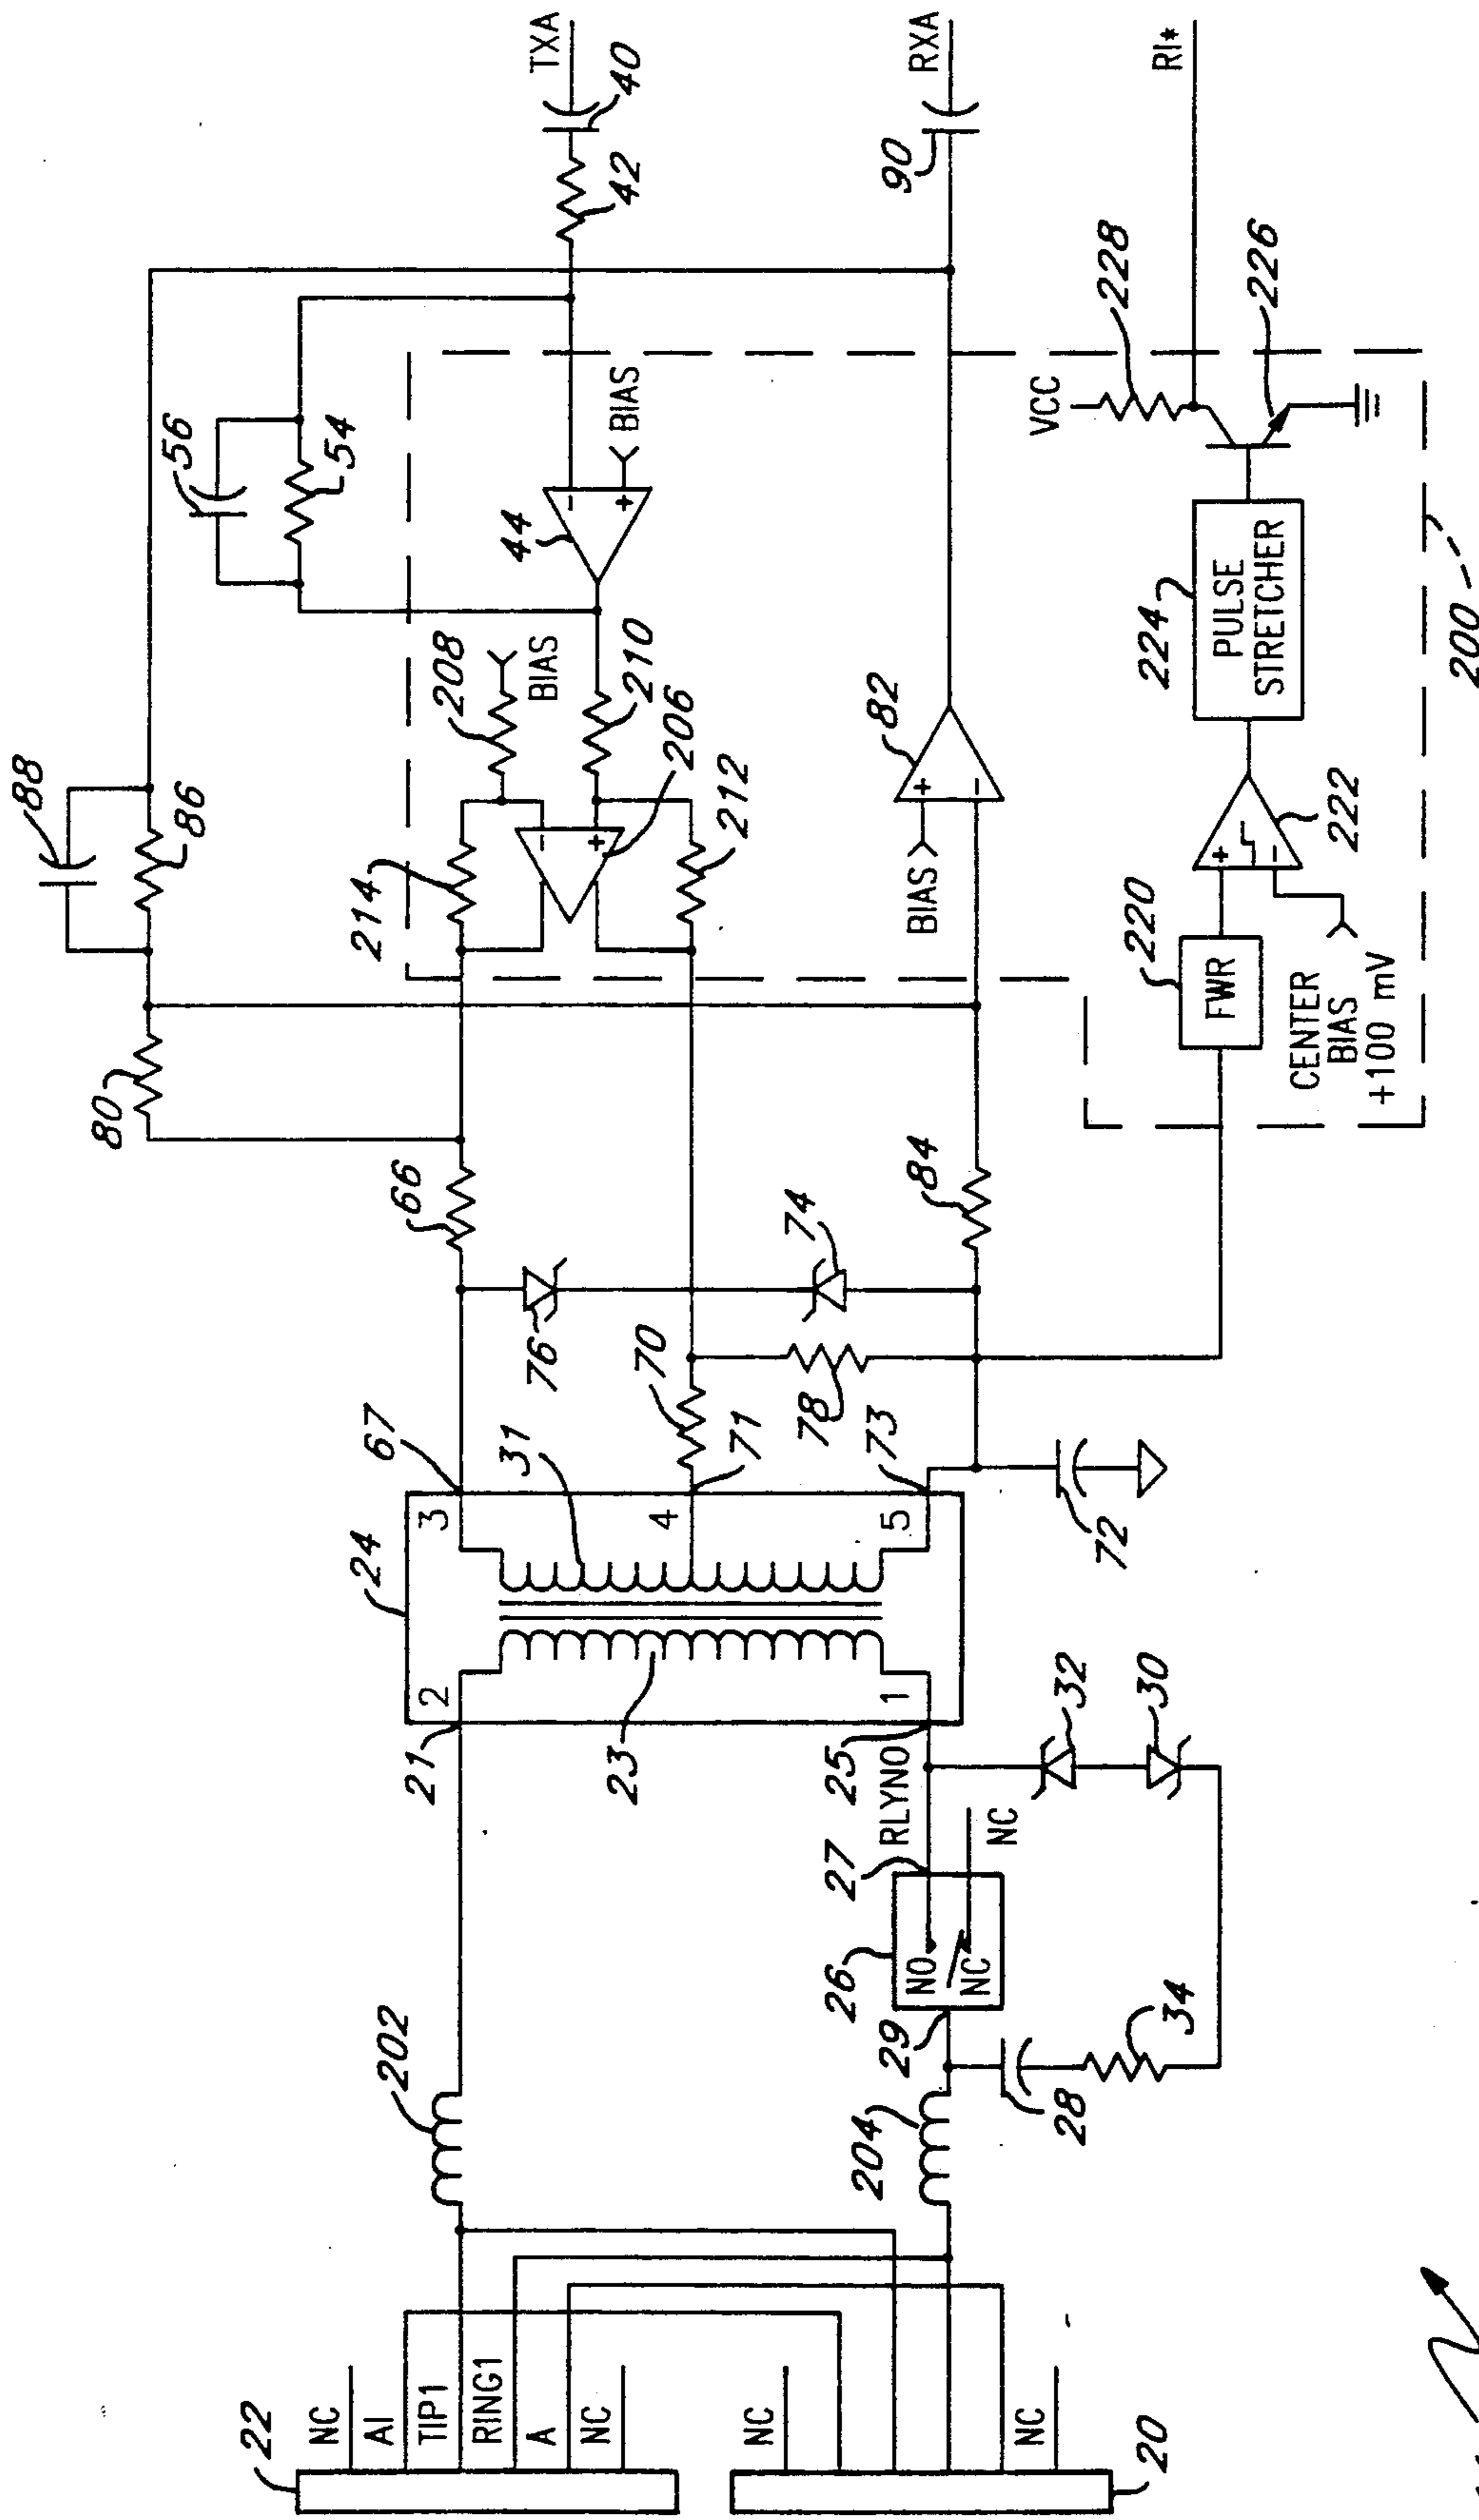 22
NC
AI
TIP1
RING1
A
NC
NC
NC
20
202
204
21
2
24
3
67
23
31
1
25
4
71
5
73
RLYNO
27
26
NO
NC
NC
29
28
34
32
30
72
70
78
76
74
66
84
80
88
86
56
54
214
208
BIAS
210
206
212
44
BIAS
42
40
TXA
BIAS
82
90
RXA
220
FWR
CENTER
BIAS
+100 mV
222
224
PULSE
STRETCHER
VCC
228
226
RI*
200